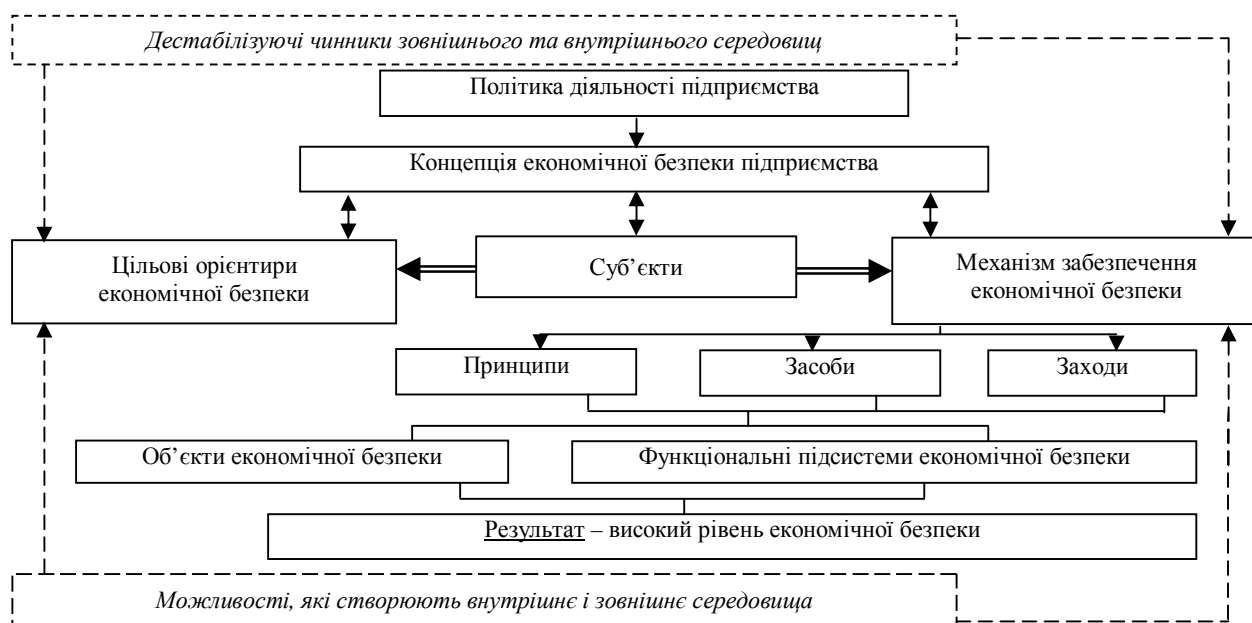 Дестабілізуючі чинники зовнішнього та внутрішнього середовищ
Політика діяльності підприємства
Концепція економічної безпеки підприємства
Цільові орієнтири
економічної безпеки
Суб’єкти
Механізм забезпечення
економічної безпеки
Принципи
Засоби
Заходи
Об’єкти економічної безпеки
Функціональні підсистеми економічної безпеки
Результат – високий рівень економічної безпеки
Можливості, які створюють внутрішнє і зовнішнє середовища